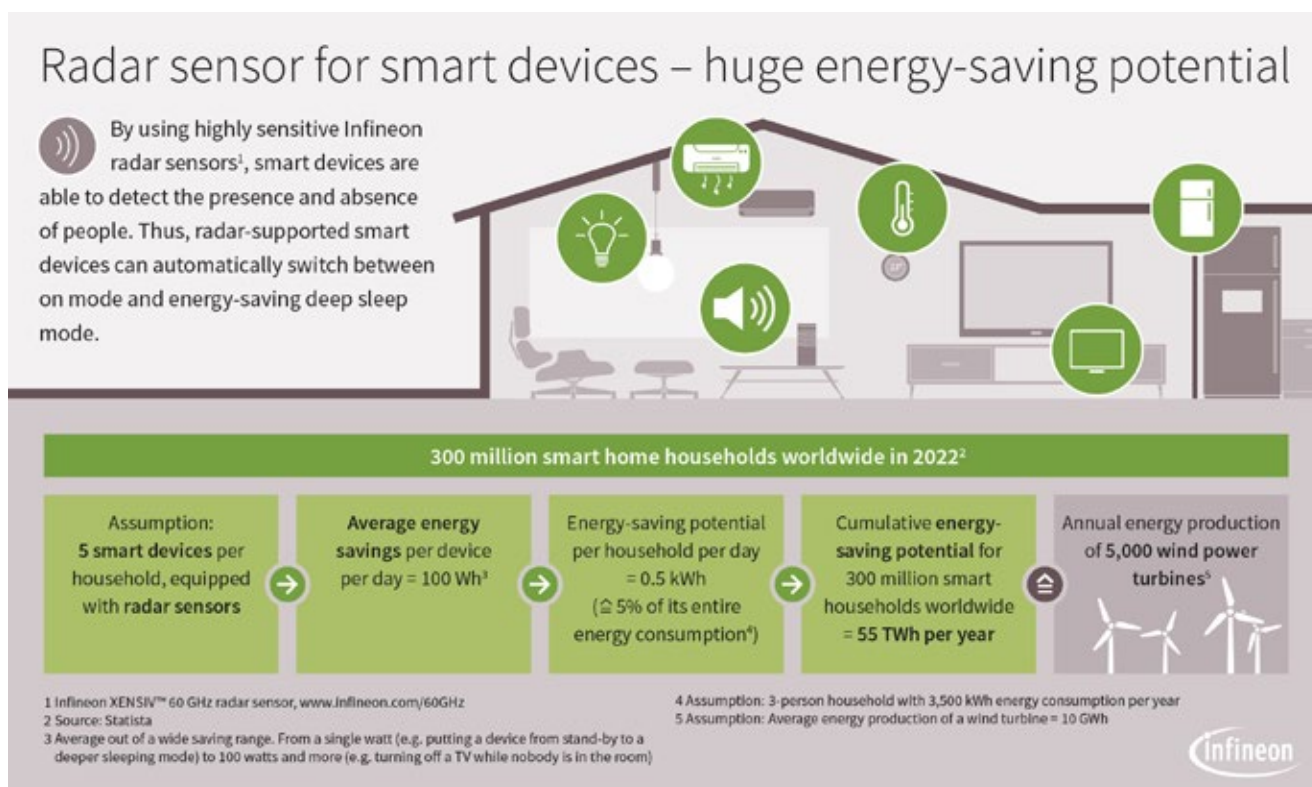 Radar sensor for smart devices – huge energy-saving potential
By using highly sensitive Infineon
radar sensors¹, smart devices are
able to detect the presence and absence
of people. Thus, radar-supported smart
devices can automatically switch between
on mode and energy-saving deep sleep
mode.
300 million smart home households worldwide in 2022²
Assumption:
5 smart devices per
household, equipped
with radar sensors
Average energy
savings per device
per day = 100 Wh³
Energy-saving potential
per household per day
= 0.5 kWh
(≙ 5% of its entire
energy consumption⁴)
Cumulative energy-
saving potential for
300 million smart
households worldwide
= 55 TWh per year
≙
Annual energy production
of 5,000 wind power
turbines⁵
1 Infineon XENSIV™ 60 GHz radar sensor, www.infineon.com/60GHz
2 Source: Statista
3 Average out of a wide saving range. From a single watt (e.g. putting a device from stand-by to a
deeper sleeping mode) to 100 watts and more (e.g. turning off a TV while nobody is in the room)
4 Assumption: 3-person household with 3,500 kWh energy consumption per year
5 Assumption: Average energy production of a wind turbine = 10 GWh
infineon